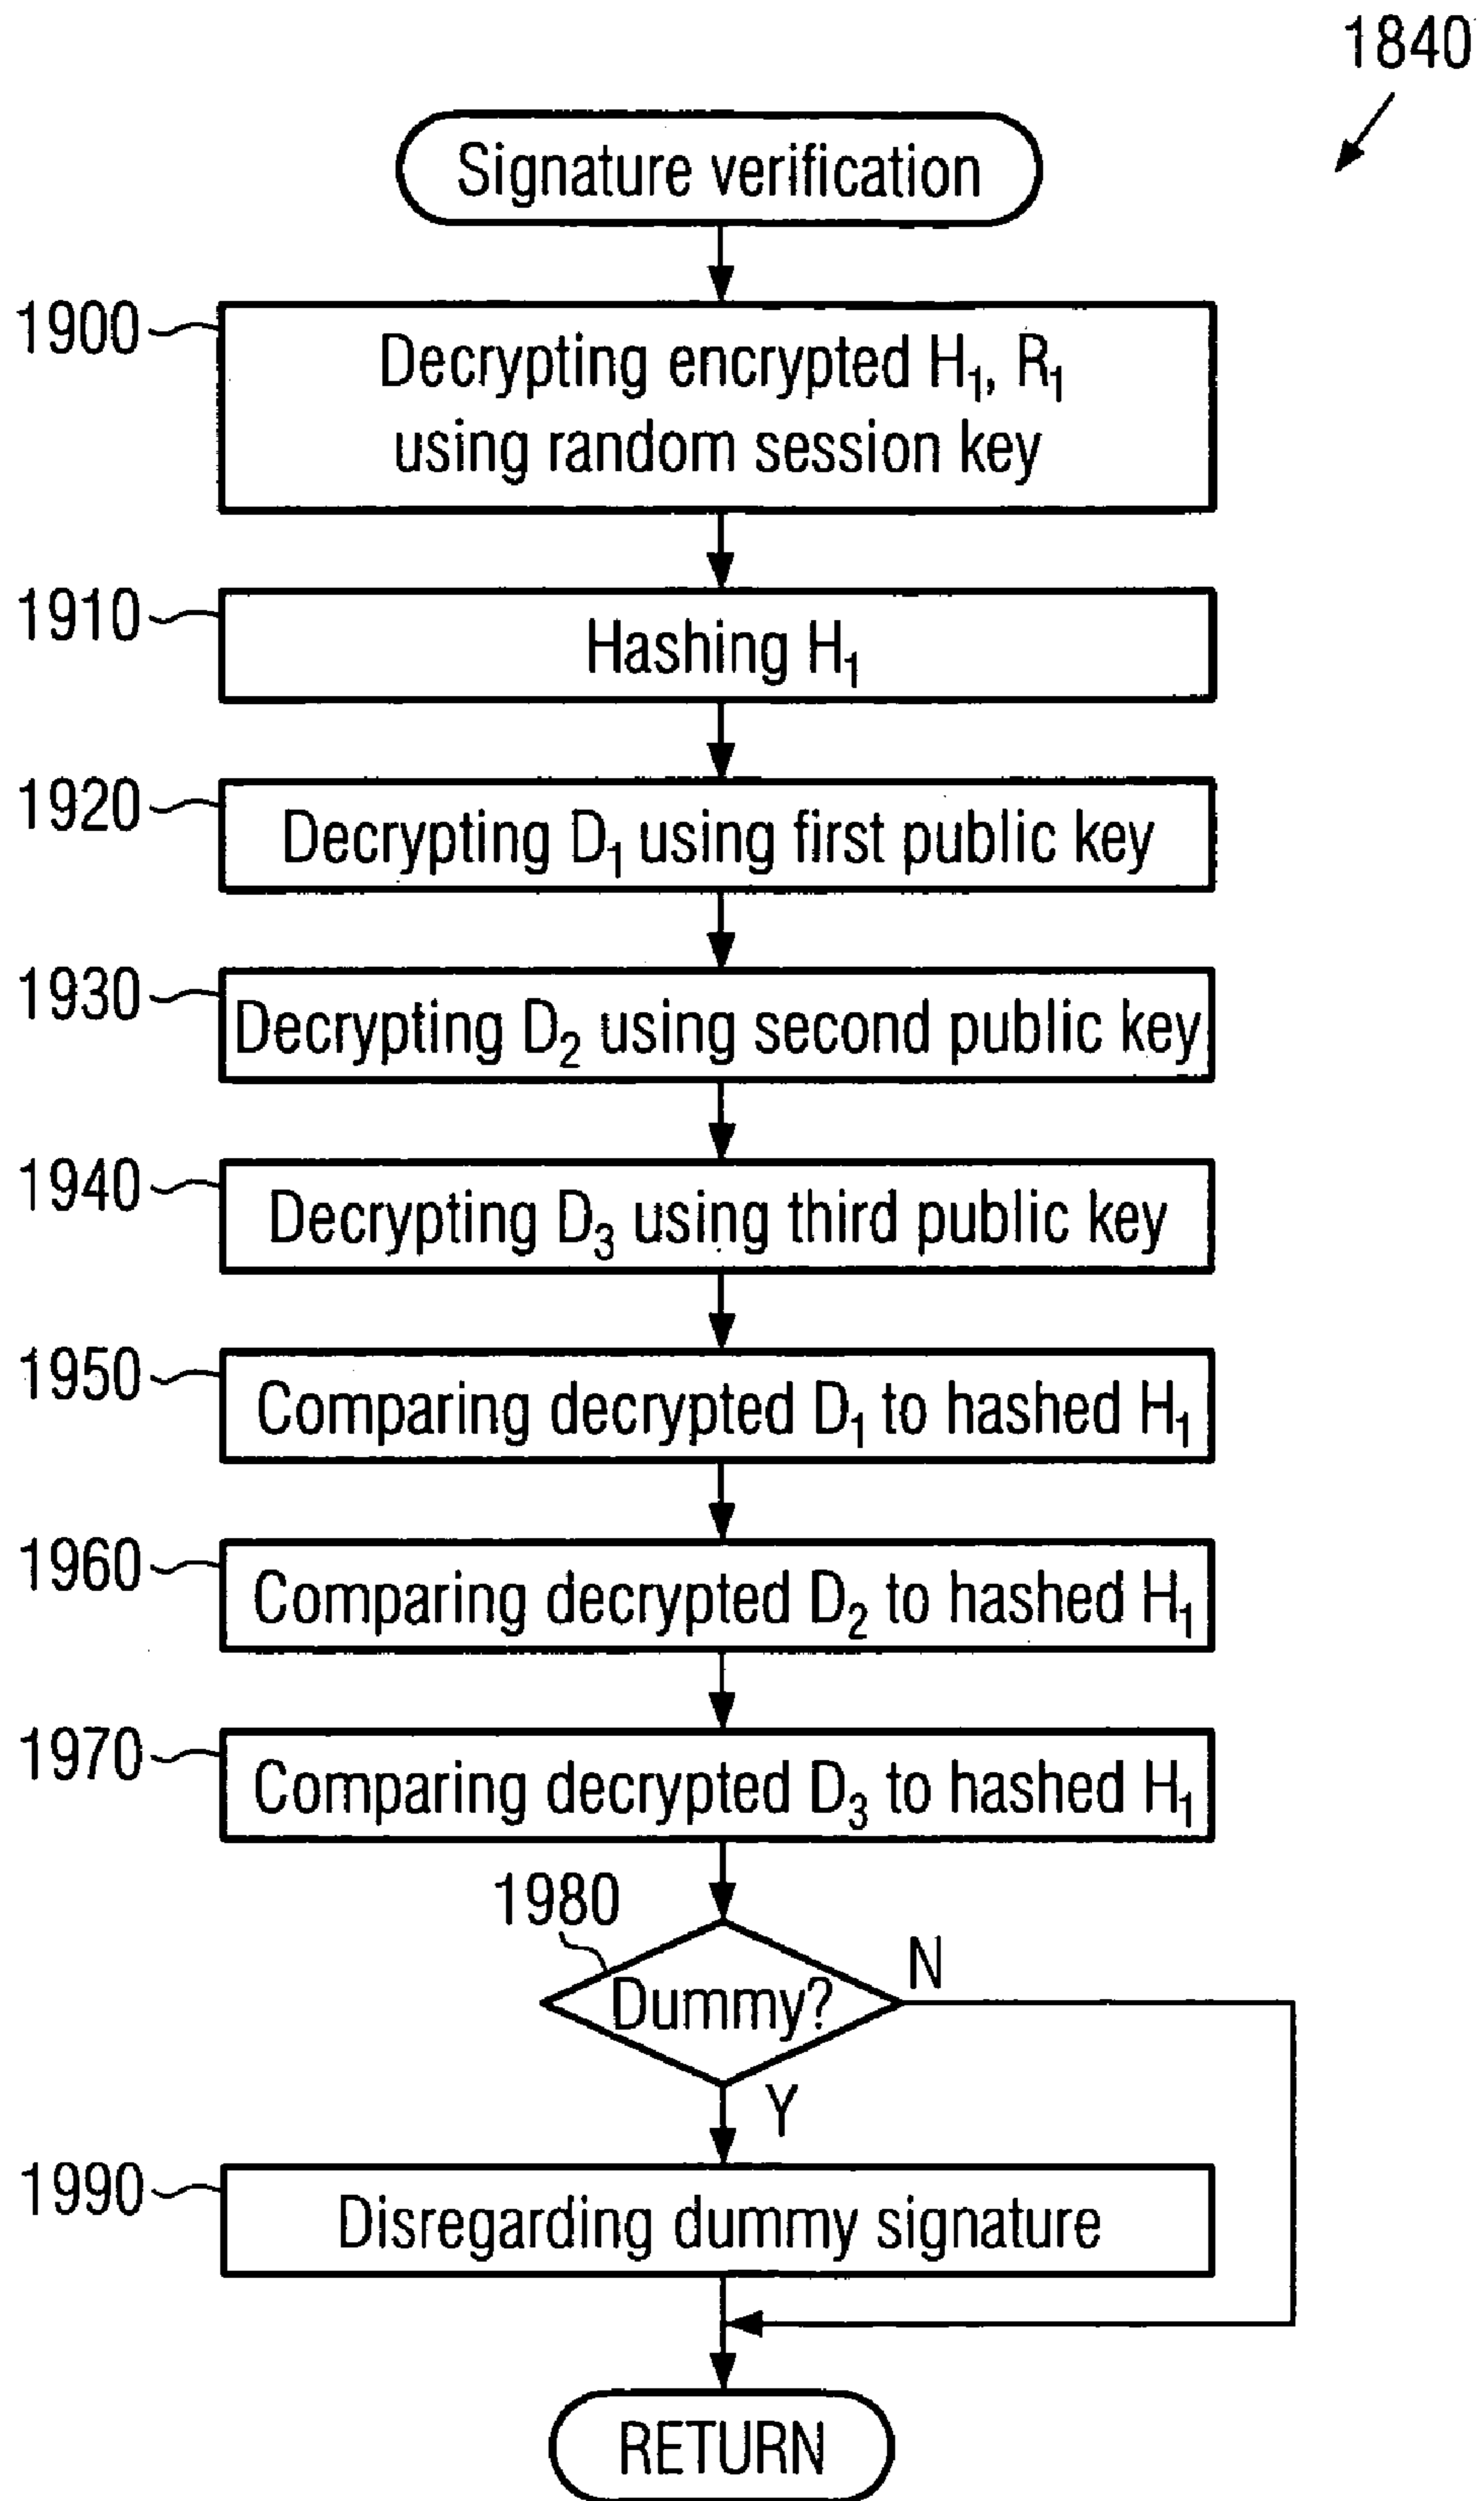 1840
Signature verification
1900
Decrypting encrypted H₁, R₁
using random session key
1910
Hashing H₁
1920
Decrypting D₁ using first public key
1930
Decrypting D₂ using second public key
1940
Decrypting D₃ using third public key
1950
Comparing decrypted D₁ to hashed H₁
1960
Comparing decrypted D₂ to hashed H₁
1970
Comparing decrypted D₃ to hashed H₁
1980
Dummy?
N
Y
1990
Disregarding dummy signature
RETURN